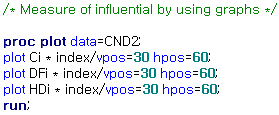 /* Measure of influential by using graphs */
proc plot data=CND2;
plot Ci * index/vpos=30 hpos=60;
plot DFi * index/vpos=30 hpos=60;
plot HDi * index/vpos=30 hpos=60;
run;